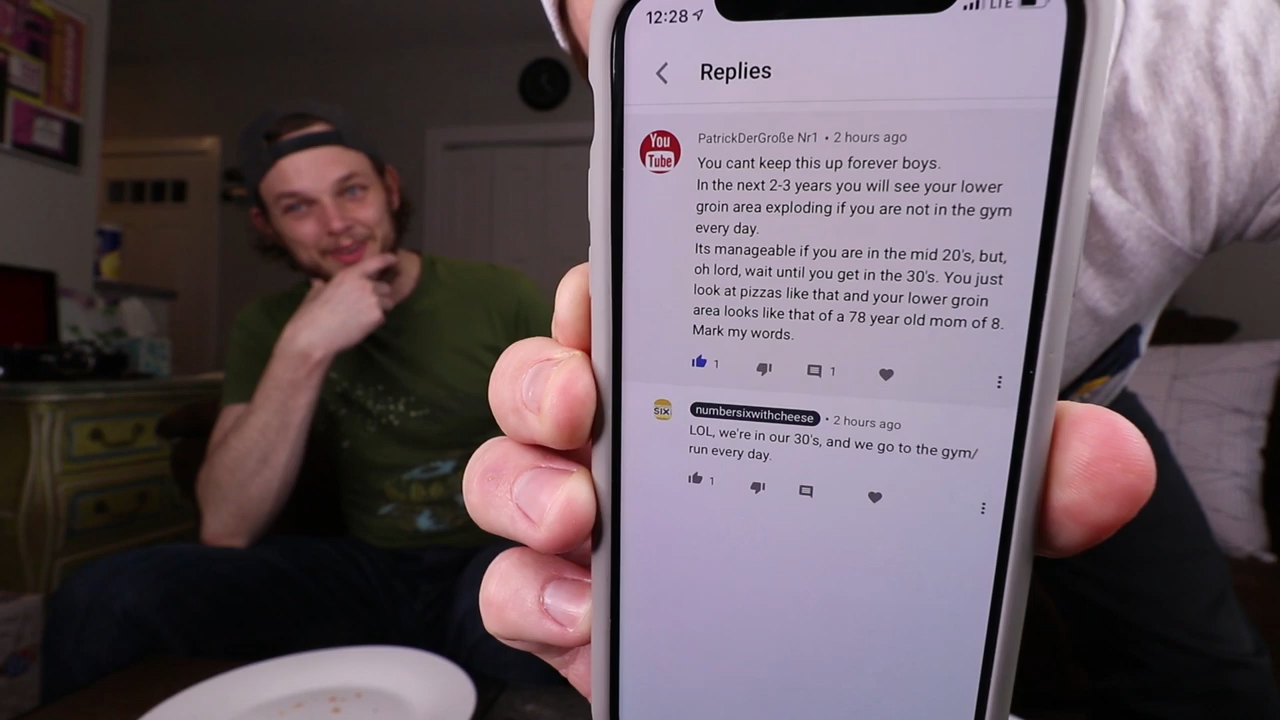 12:28
LTE
Replies
You
Tube
PatrickDerGroße Nr1 • 2 hours ago
You cant keep this up forever boys.
In the next 2-3 years you will see your lower
groin area exploding if you are not in the gym
every day.
Its manageable if you are in the mid 20's, but,
oh lord, wait until you get in the 30's. You just
look at pizzas like that and your lower groin
area looks like that of a 78 year old mom of 8.
Mark my words.
1
1
SIX
numbersixwithcheese • 2 hours ago
LOL, we're in our 30's, and we go to the gym/
run every day.
1